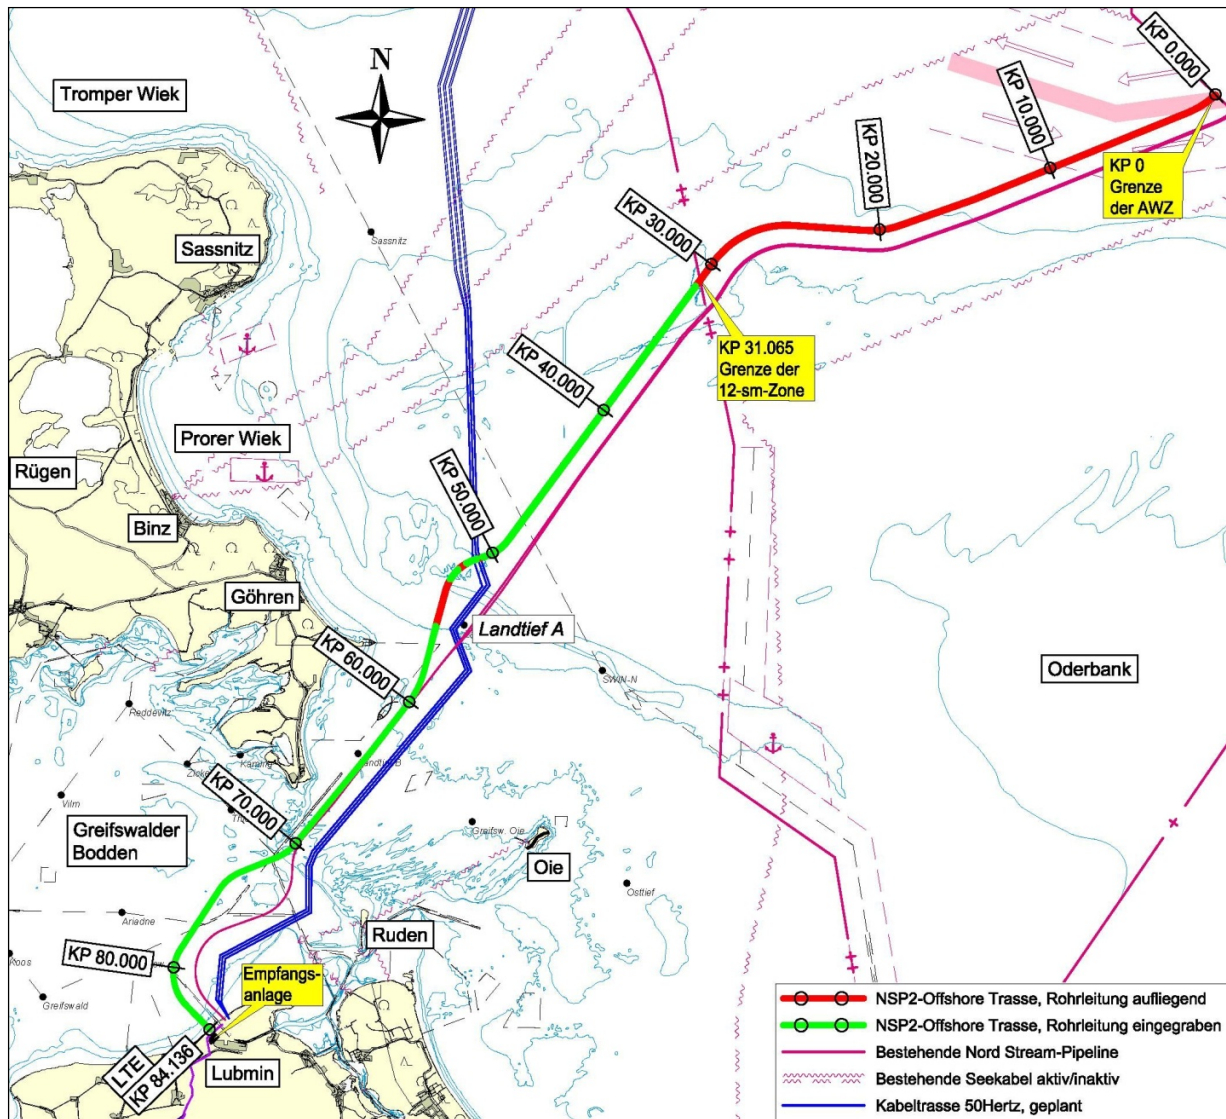 N
Tromper Wiek
KP 0.000
KP 10.000
KP 20.000
KP 0
Grenze
der AWZ
KP 30.000
Sassnitz
Sassnitz
KP 31.065
Grenze der
12-sm-Zone
KP 40.000
Prorer Wiek
Rügen
KP 50.000
Binz
Göhren
Landtief A
KP 60.000
SWIN-N
Oderbank
Reddevitz
KP 70.000
Vilm
Greifswalder
Bodden
Greifsw. Oie
Oie
Osttief
Ariadne
Ruden
KP 80.000
Empfangs-
anlage
Greifswald
LTE
KP 84.136
Lubmin
NSP2-Offshore Trasse, Rohrleitung aufliegend
NSP2-Offshore Trasse, Rohrleitung eingegraben
Bestehende Nord Stream-Pipeline
Bestehende Seekabel aktiv/inaktiv
Kabeltrasse 50Hertz, geplant